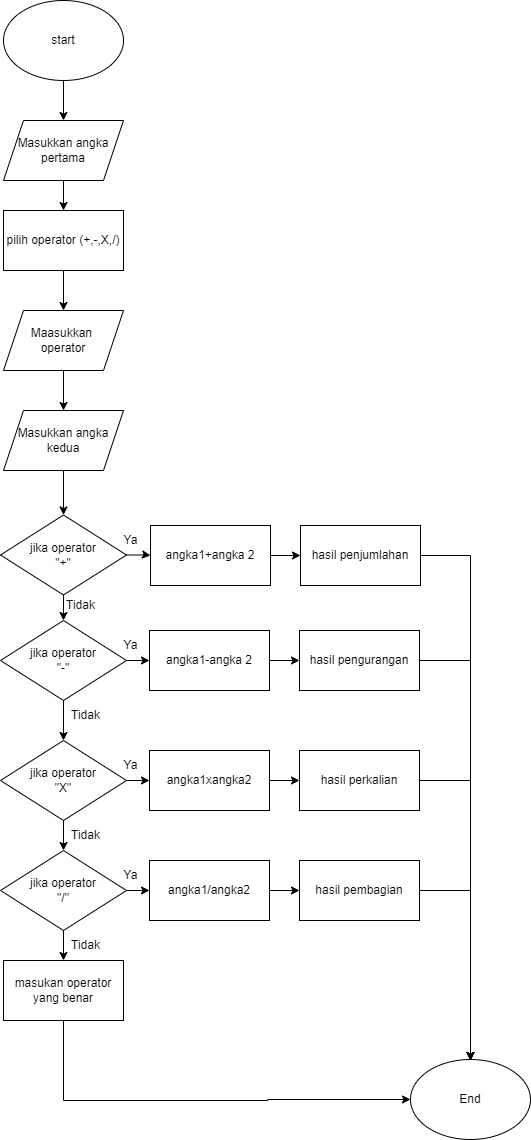 start
Masukkan angka
pertama
pilih operator (+,-,X,/)
Maasukkan
operator
Masukkan angka
kedua
jika operator
"+"
Ya
angka1+angka 2
hasil penjumlahan
Tidak
jika operator
"-"
Ya
angka1-angka 2
hasil pengurangan
Tidak
jika operator
"X"
Ya
angka1xangka2
hasil perkalian
Tidak
jika operator
"/"
Ya
angka1/angka2
hasil pembagian
Tidak
masukan operator
yang benar
End